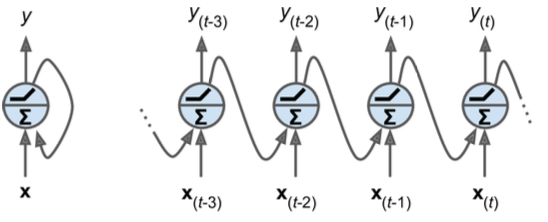 y y(t-3) y(t-2) y(t-1) y(t)
Σ Σ Σ Σ Σ
x x(t-3) x(t-2) x(t-1) x(t)